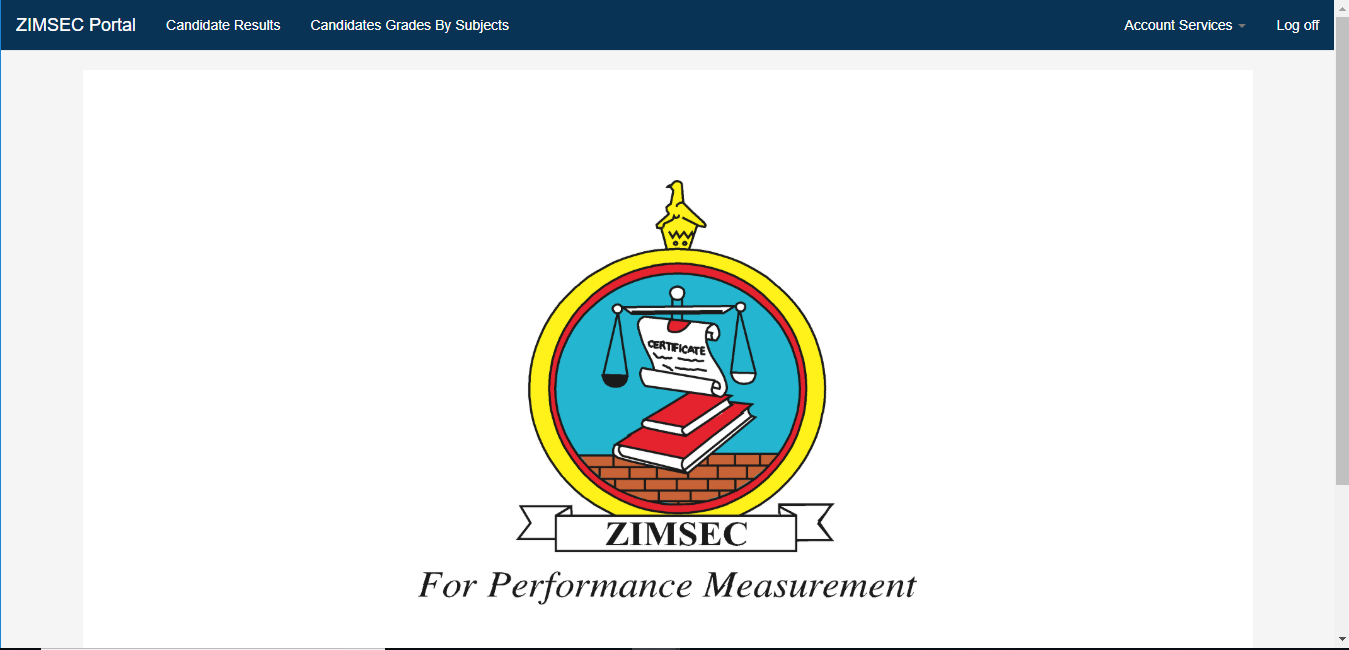 ZIMSEC Portal Candidate Results Candidates Grades By Subjects Account Services Log off
CERTIFICATE
ZIMSEC
For Performance Measurement